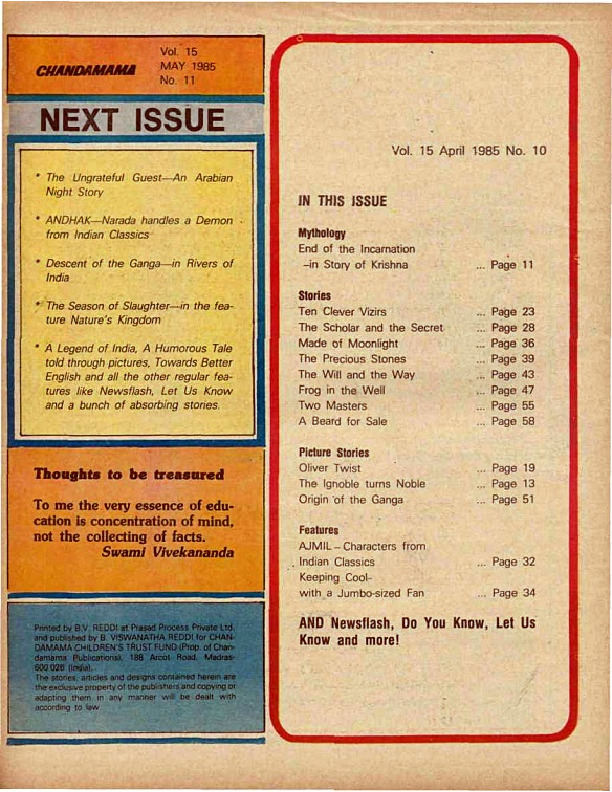 CHANDAMAMA
Vol. 15
MAY 1985
No. 11
NEXT ISSUE
* The Ungrateful Guest—An Arabian
Night Story
* ANDHAK—Narada handles a Demon
from Indian Classics
* Descent of the Ganga—in Rivers of
India
* The Season of Slaughter—in the fea-
ture Nature's Kingdom
* A Legend of India, A Humorous Tale
told through pictures, Towards Better
English and all the other regular fea-
tures like Newsflash, Let Us Know
and a bunch of absorbing stories.
Thoughts to be treasured
To me the very essence of edu-
cation is concentration of mind,
not the collecting of facts.
Swami Vivekananda
Printed by B.V. REDDI at Prasad Process Private Ltd.
and published by B. VISWANATHA REDDI for CHAN-
DAMAMA CHILDREN'S TRUST FUND (Prop. of Chan-
damama Publications), 188 Arcot Road, Madras-
600 026 (India).
The stories, articles and designs contained herein are
the exclusive property of the publishers and copying or
adapting them in any manner will be dealt with
according to law.
Vol. 15 April 1985 No. 10
IN THIS ISSUE
Mythology
End of the Incarnation
–in Story of Krishna ... Page 11
Stories
Ten Clever Vizirs ... Page 23
The Scholar and the Secret ... Page 28
Made of Moonlight ... Page 36
The Precious Stones ... Page 39
The Will and the Way ... Page 43
Frog in the Well ... Page 47
Two Masters ... Page 55
A Beard for Sale ... Page 58
Picture Stories
Oliver Twist ... Page 19
The Ignoble turns Noble ... Page 13
Origin of the Ganga ... Page 51
Features
AJMIL – Characters from
Indian Classics ... Page 32
Keeping Cool-
with a Jumbo-sized Fan ... Page 34
AND Newsflash, Do You Know, Let Us
Know and more!